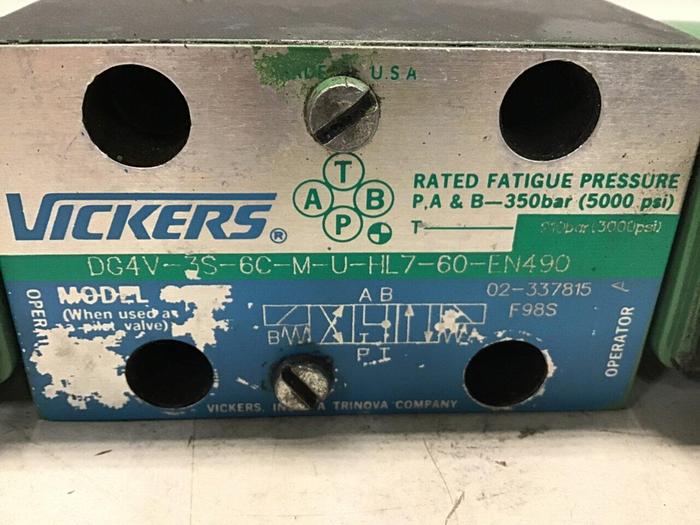 MADE U.S.A
T
A B
P
VICKERS®
RATED FATIGUE PRESSURE
P,A & B—350bar (5000 psi)
T— 210bar (3000psi)
DG4V-3S-6C-M-U-HL7-60-EN490
MODEL
(When used as
a pilot valve)
02-337815
F98S
A B
B A
P T
OPERATOR A
VICKERS, A TRINOVA COMPANY